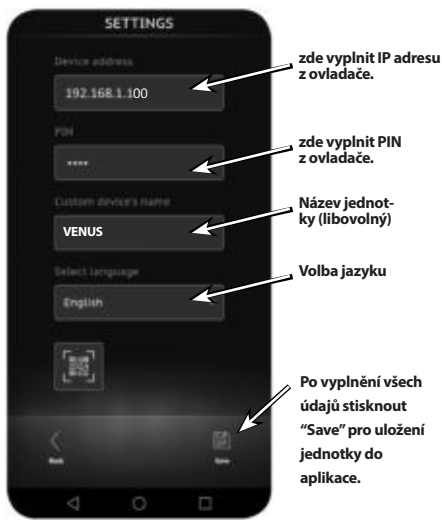 SETTINGS
Device address
192.168.1.100
zde vyplnit IP adresu
z ovladače.
PIN
••••
zde vyplnit PIN
z ovladače.
Custom device's name
VENUS
Název jednot-
ky (libovolný)
Select language
English
Volba jazyku
Po vyplnění všech
údajů stisknout
“Save” pro uložení
jednotky do
aplikace.
Back
Save